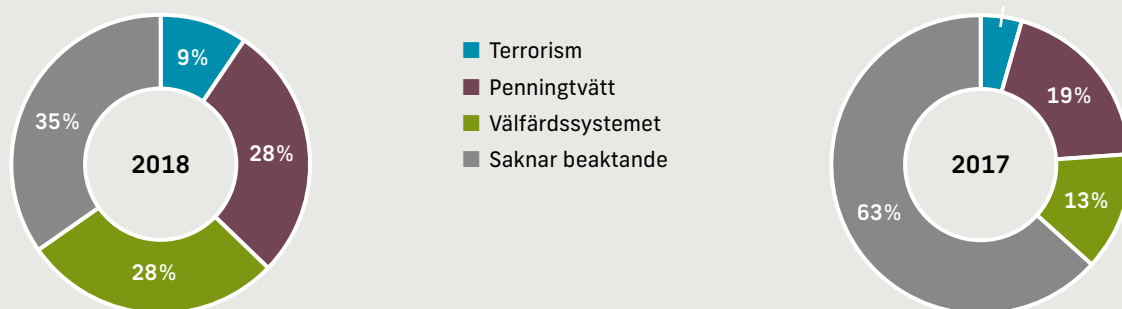 9%
28%
28%
35%
2018
Terrorism
Penningtvätt
Välfärdssystemet
Saknar beaktande
19%
13%
63%
2017